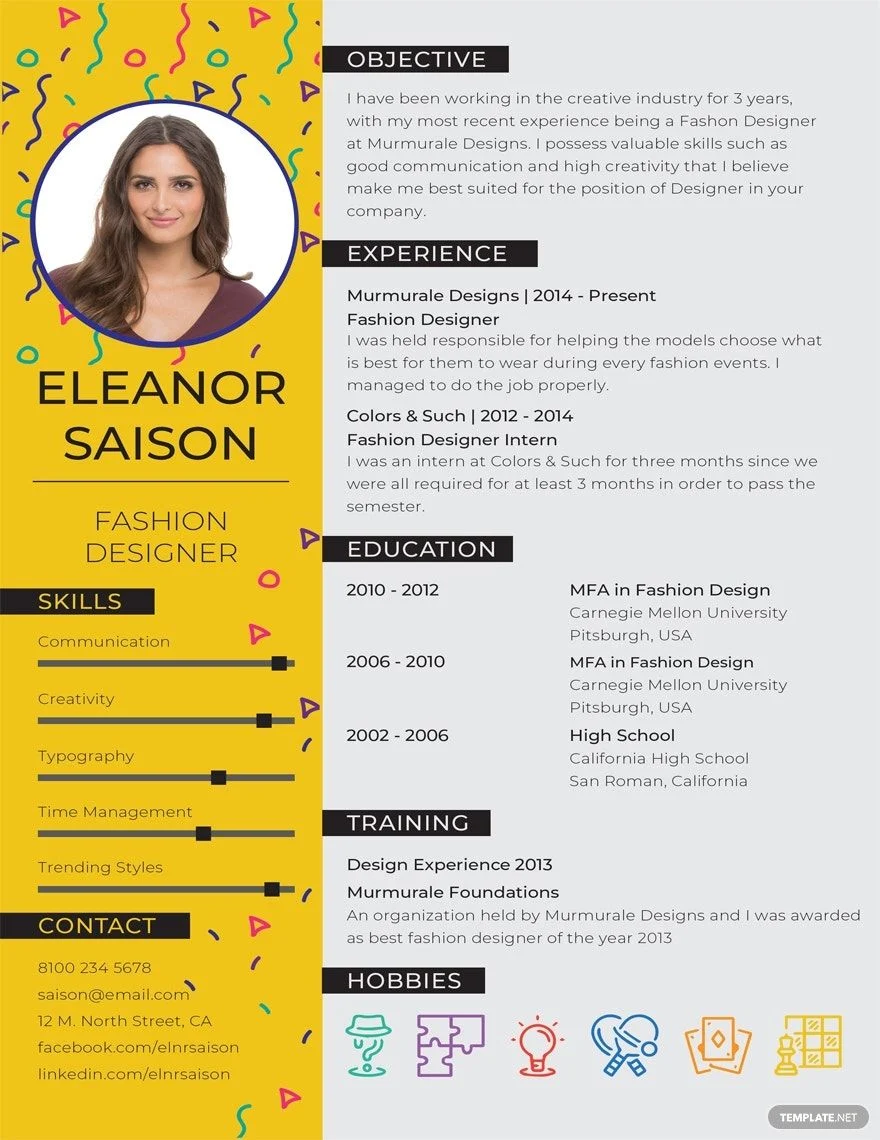 ELEANOR
SAISON
FASHION
DESIGNER
SKILLS
Communication
Creativity
Typography
Time Management
Trending Styles
CONTACT
8100 234 5678
saison@email.com
12 M. North Street, CA
facebook.com/elnrsaison
linkedin.com/elnrsaison
OBJECTIVE
I have been working in the creative industry for 3 years,
with my most recent experience being a Fashon Designer
at Murmurale Designs. I possess valuable skills such as
good communication and high creativity that I believe
make me best suited for the position of Designer in your
company.
EXPERIENCE
Murmurale Designs | 2014 - Present
Fashion Designer
I was held responsible for helping the models choose what
is best for them to wear during every fashion events. I
managed to do the job properly.
Colors & Such | 2012 - 2014
Fashion Designer Intern
I was an intern at Colors & Such for three months since we
were all required for at least 3 months in order to pass the
semester.
EDUCATION
2010 - 2012
MFA in Fashion Design
Carnegie Mellon University
Pitsburgh, USA
2006 - 2010
MFA in Fashion Design
Carnegie Mellon University
Pitsburgh, USA
2002 - 2006
High School
California High School
San Roman, California
TRAINING
Design Experience 2013
Murmurale Foundations
An organization held by Murmurale Designs and I was awarded
as best fashion designer of the year 2013
HOBBIES
TEMPLATE.NET